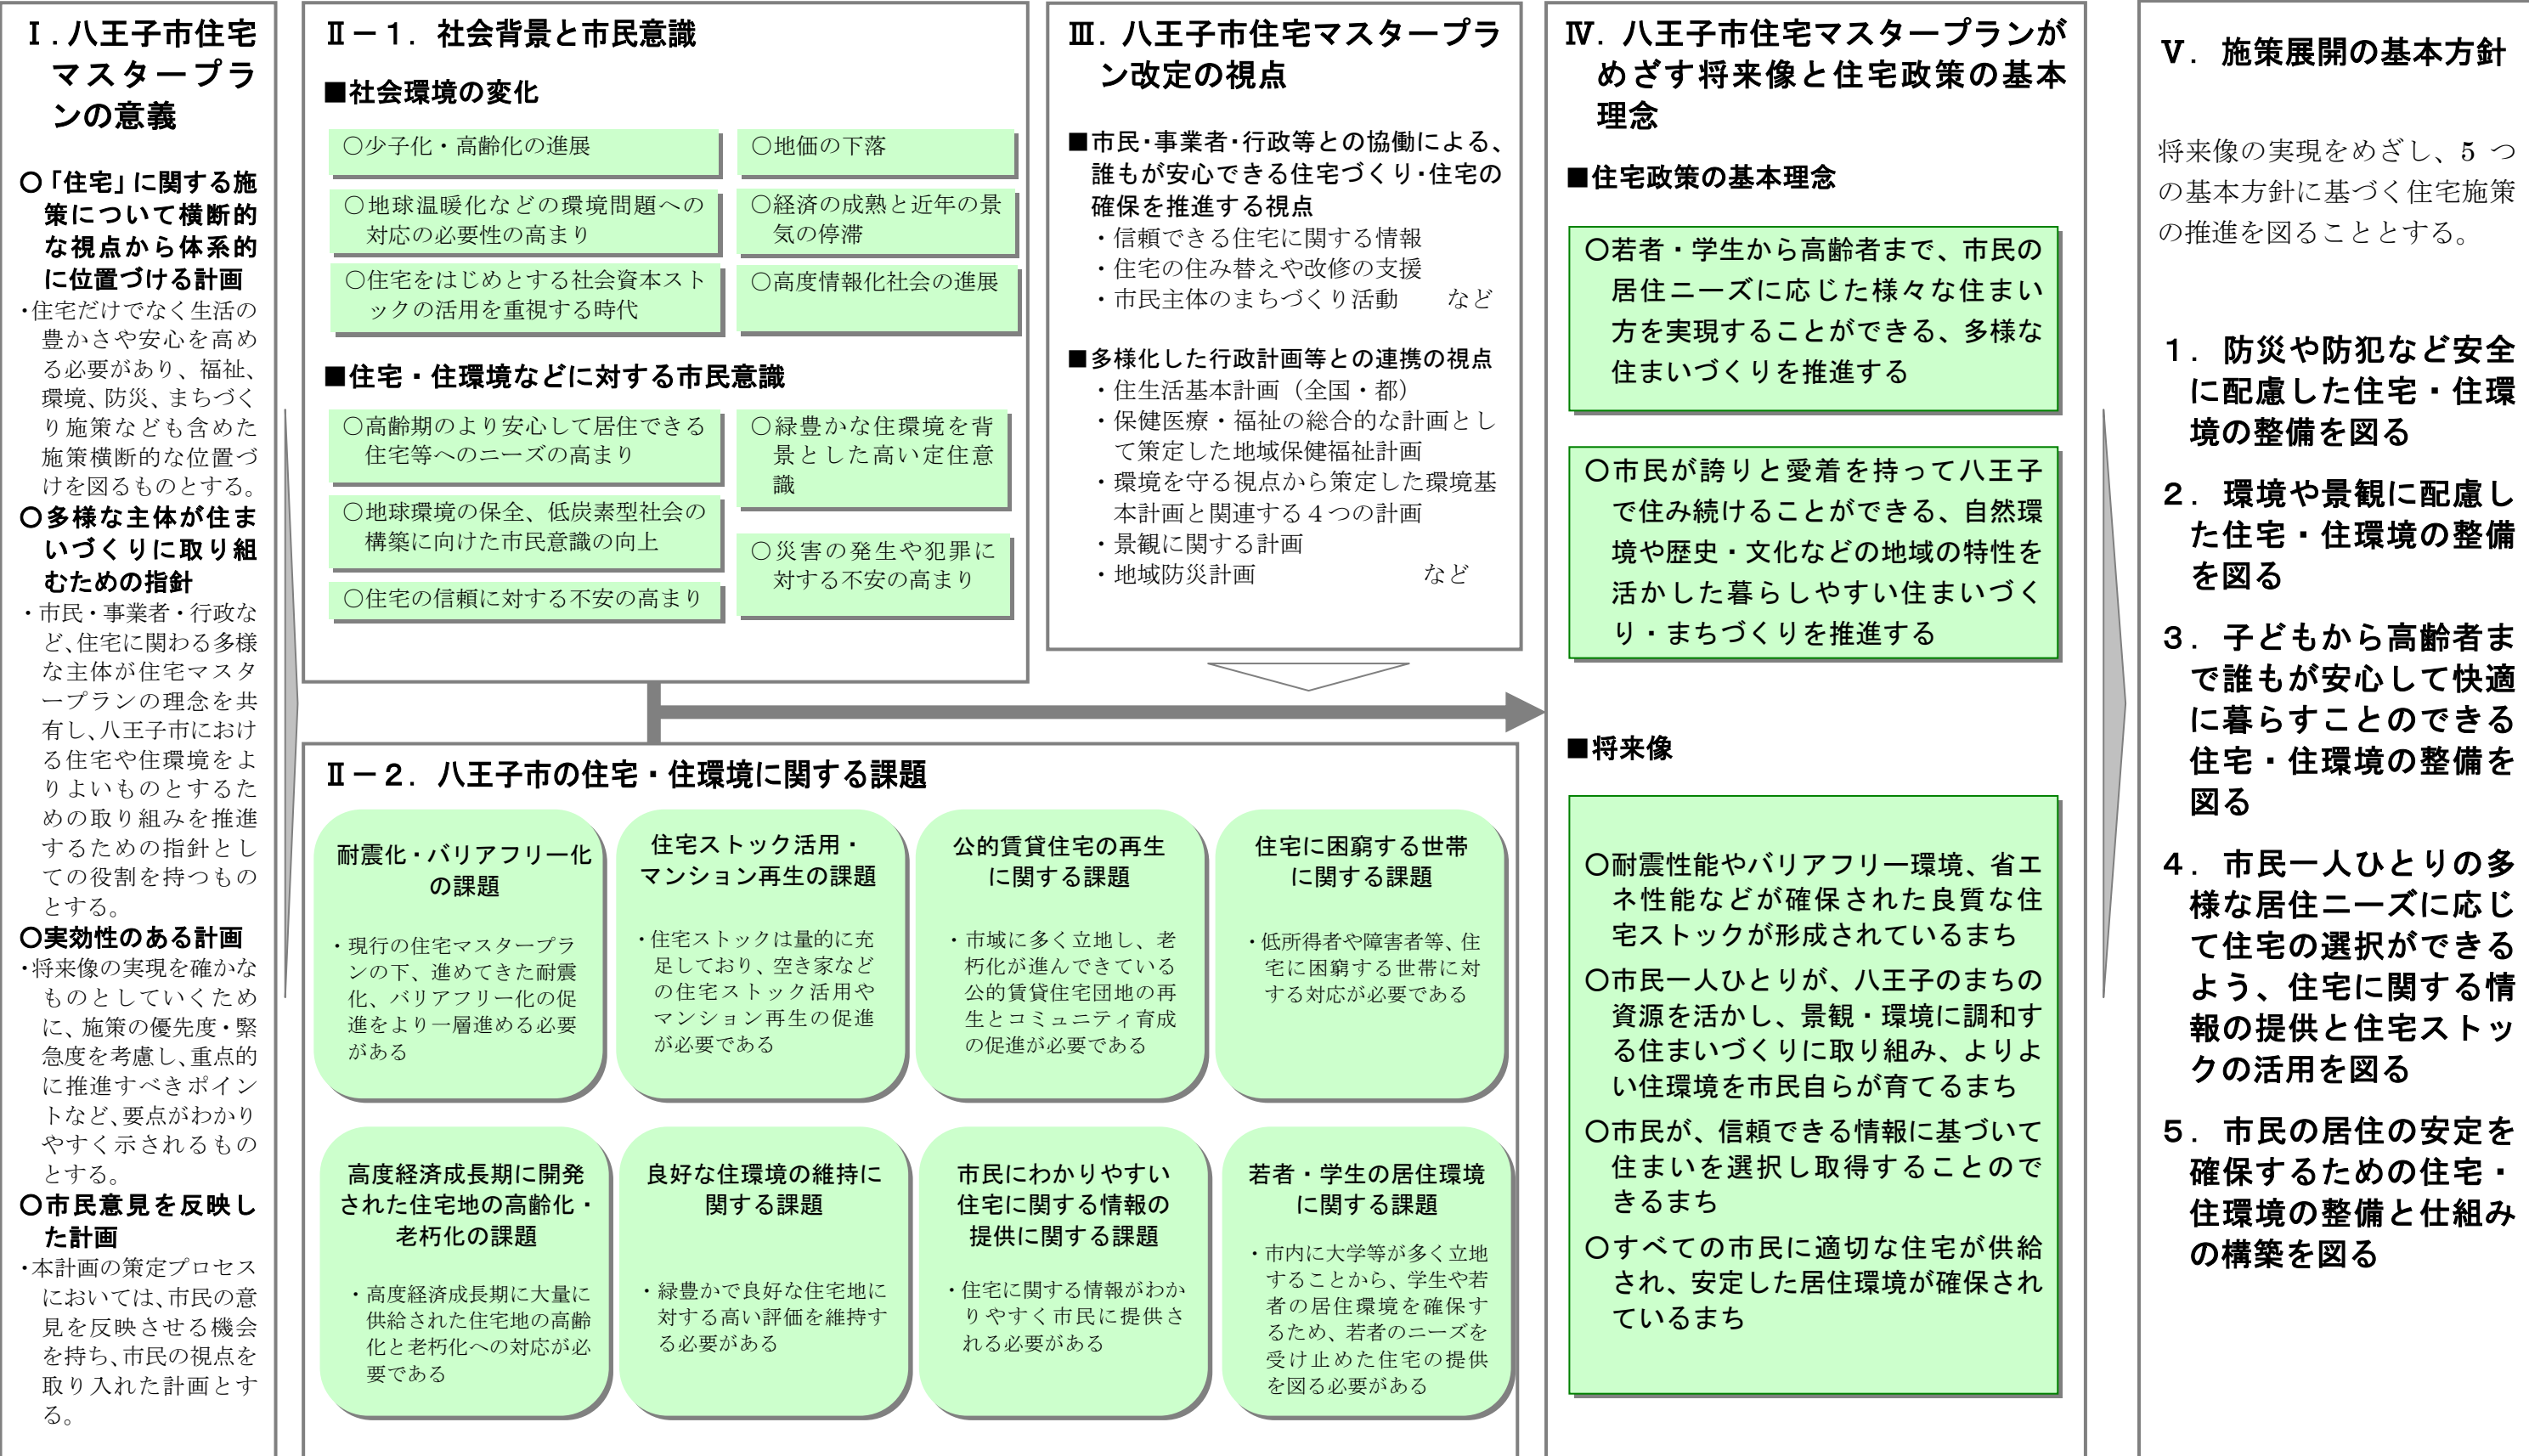 Ⅰ．八王子市住宅
マスタープラ
ンの意義
○「住宅」に関する施
策について横断的
な視点から体系的
に位置づける計画
・住宅だけでなく生活の
豊かさや安心を高め
る必要があり、福祉、
環境、防災、まちづく
り施策なども含めた
施策横断的な位置づ
けを図るものとする。
○多様な主体が住ま
いづくりに取り組
むための指針
・市民・事業者・行政な
ど、住宅に関わる多様
な主体が住宅マスタ
ープランの理念を共
有し、八王子市におけ
る住宅や住環境をよ
りよいものとするた
めの取り組みを推進
するための指針とし
ての役割を持つもの
とする。
○実効性のある計画
・将来像の実現を確かな
ものとしていくため
に、施策の優先度・緊
急度を考慮し、重点的
に推進すべきポイン
トなど、要点がわかり
やすく示されるもの
とする。
○市民意見を反映し
た計画
・本計画の策定プロセス
においては、市民の意
見を反映させる機会
を持ち、市民の視点を
取り入れた計画とす
る。
Ⅱ－１．社会背景と市民意識
■社会環境の変化
○少子化・高齢化の進展
○地球温暖化などの環境問題への
対応の必要性の高まり
○住宅をはじめとする社会資本スト
ックの活用を重視する時代
○地価の下落
○経済の成熟と近年の景
気の停滞
○高度情報化社会の進展
■住宅・住環境などに対する市民意識
○高齢期のより安心して居住できる
住宅等へのニーズの高まり
○地球環境の保全、低炭素型社会の
構築に向けた市民意識の向上
○住宅の信頼に対する不安の高まり
○緑豊かな住環境を背
景とした高い定住意
識
○災害の発生や犯罪に
対する不安の高まり
Ⅱ－２．八王子市の住宅・住環境に関する課題
耐震化・バリアフリー化
の課題
・現行の住宅マスタープラ
ンの下、進めてきた耐震
化、バリアフリー化の促
進をより一層進める必要
がある
住宅ストック活用・
マンション再生の課題
・住宅ストックは量的に充
足しており、空き家など
の住宅ストック活用や
マンション再生の促進
が必要である
公的賃貸住宅の再生
に関する課題
・市域に多く立地し、老
朽化が進んできている
公的賃貸住宅団地の再
生とコミュニティ育成
の促進が必要である
住宅に困窮する世帯
に関する課題
・低所得者や障害者等、住
宅に困窮する世帯に対
する対応が必要である
高度経済成長期に開発
された住宅地の高齢化・
老朽化の課題
・高度経済成長期に大量に
供給された住宅地の高齢
化と老朽化への対応が必
要である
良好な住環境の維持に
関する課題
・緑豊かで良好な住宅地に
対する高い評価を維持す
る必要がある
市民にわかりやすい
住宅に関する情報の
提供に関する課題
・住宅に関する情報がわか
りやすく市民に提供さ
れる必要がある
若者・学生の居住環境
に関する課題
・市内に大学等が多く立地
することから、学生や若
者の居住環境を確保す
るため、若者のニーズを
受け止めた住宅の提供
を図る必要がある
Ⅲ．八王子市住宅マスタープラ
ン改定の視点
■市民・事業者・行政等との協働による、
誰もが安心できる住宅づくり・住宅の
確保を推進する視点
・信頼できる住宅に関する情報
・住宅の住み替えや改修の支援
・市民主体のまちづくり活動　　など
■多様化した行政計画等との連携の視点
・住生活基本計画（全国・都）
・保健医療・福祉の総合的な計画とし
て策定した地域保健福祉計画
・環境を守る視点から策定した環境基
本計画と関連する４つの計画
・景観に関する計画
・地域防災計画　　　　　　　など
Ⅳ．八王子市住宅マスタープランが
めざす将来像と住宅政策の基本
理念
■住宅政策の基本理念
○若者・学生から高齢者まで、市民の
居住ニーズに応じた様々な住まい
方を実現することができる、多様な
住まいづくりを推進する
○市民が誇りと愛着を持って八王子
で住み続けることができる、自然環
境や歴史・文化などの地域の特性を
活かした暮らしやすい住まいづく
り・まちづくりを推進する
■将来像
○耐震性能やバリアフリー環境、省エ
ネ性能などが確保された良質な住
宅ストックが形成されているまち
○市民一人ひとりが、八王子のまちの
資源を活かし、景観・環境に調和す
る住まいづくりに取り組み、よりよ
い住環境を市民自らが育てるまち
○市民が、信頼できる情報に基づいて
住まいを選択し取得することので
きるまち
○すべての市民に適切な住宅が供給
され、安定した居住環境が確保され
ているまち
Ⅴ．施策展開の基本方針
将来像の実現をめざし、5 つ
の基本方針に基づく住宅施策
の推進を図ることとする。
１．防災や防犯など安全
に配慮した住宅・住環
境の整備を図る
２．環境や景観に配慮し
た住宅・住環境の整備
を図る
３．子どもから高齢者ま
で誰もが安心して快適
に暮らすことのできる
住宅・住環境の整備を
図る
４．市民一人ひとりの多
様な居住ニーズに応じ
て住宅の選択ができる
よう、住宅に関する情
報の提供と住宅ストッ
クの活用を図る
５．市民の居住の安定を
確保するための住宅・
住環境の整備と仕組み
の構築を図る